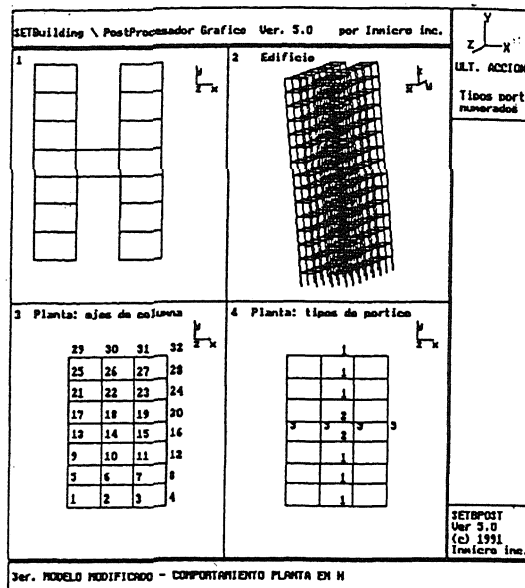 SETBuilding \ PostProcesador Grafico Ver. 5.0 por Inmicro inc.
Y
Z X
ULT. ACCION
Tipos port
numerados
1
y
z x
2 Edificio
3 Planta: ejes de columna
y
z x
29 30 31 32
25 26 27 28
21 22 23 24
17 18 19 20
13 14 15 16
9 10 11 12
5 6 7 8
1 2 3 4
4 Planta: tipos de portico
y
z x
1
1
1
2
3 3 3 3
2
1
1
1
SETBPOST
Ver 5.0
(c) 1991
Inmicro inc.
3er. MODELO MODIFICADO - COMPORTAMIENTO PLANTA EN H